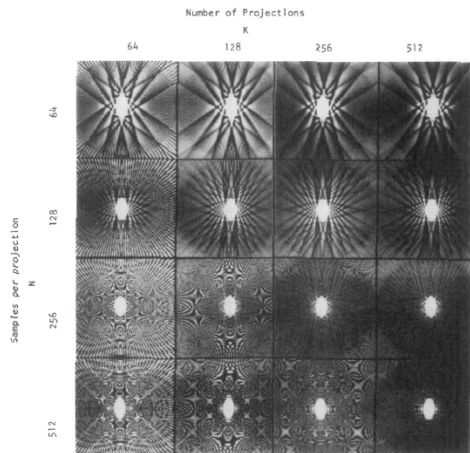 Number of Projections
K
64 128 256 512
Samples per projection
N
64
128
256
512